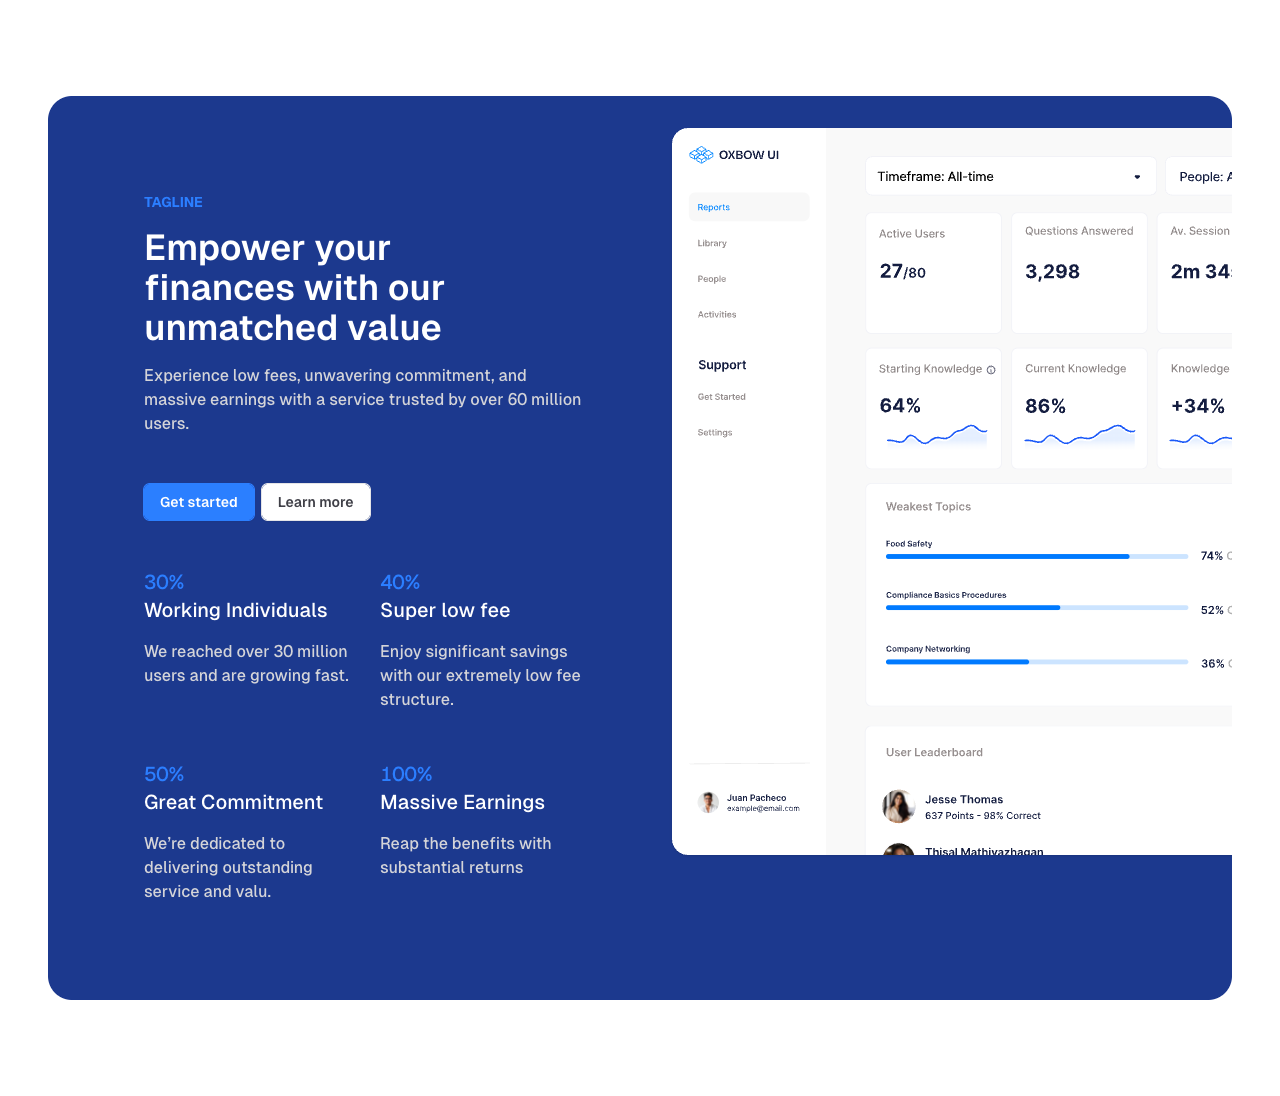 TAGLINE
Empower your
finances with our
unmatched value
Experience low fees, unwavering commitment, and
massive earnings with a service trusted by over 60 million
users.
Get started
Learn more
30%
Working Individuals
We reached over 30 million
users and are growing fast.
40%
Super low fee
Enjoy significant savings
with our extremely low fee
structure.
50%
Great Commitment
We’re dedicated to
delivering outstanding
service and valu.
100%
Massive Earnings
Reap the benefits with
substantial returns
OXBOW UI
Reports
Library
People
Activities
Support
Get Started
Settings
Juan Pacheco
example@email.com
Timeframe: All-time
People:
Active Users
27/80
Questions Answered
3,298
Av. Session
2m
Starting Knowledge
64%
Current Knowledge
86%
Knowledge
+34%
Weakest Topics
Food Safety
74%
Compliance Basics Procedures
52%
Company Networking
36%
User Leaderboard
Jesse Thomas
637 Points - 98% Correct
Thisal Mathiyazhagan